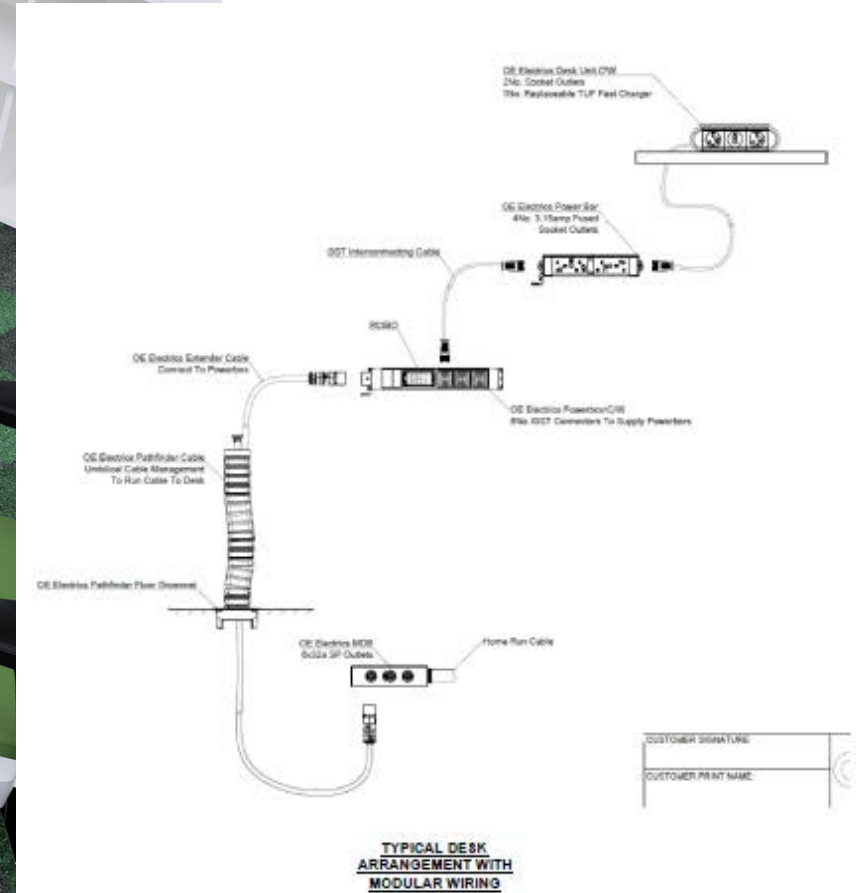 OE Electrics Desk Unit C/W
2No. Socket Outlets
1No. Replaceable TUF Fast Charger
OE Electrics Power Bar
4No. 3.15amp Fused
Socket Outlets
GST Interconnecting Cable
RCBO
OE Electrics Extender Cable
Connect To Powerbox
OE Electrics Powerbox C/W
GST Connectors To Supply Powerbars
OE Electrics Pathfinder Cable
Umbilical Cable Management
To Run Cable To Desk
OE Electrics Pathfinder Floor Grommet
OE Electrics MDB
6x32a SP Outlets
Home Run Cable
CUSTOMER SIGNATURE
CUSTOMER PRINT NAME
TYPICAL DESK
ARRANGEMENT WITH
MODULAR WIRING